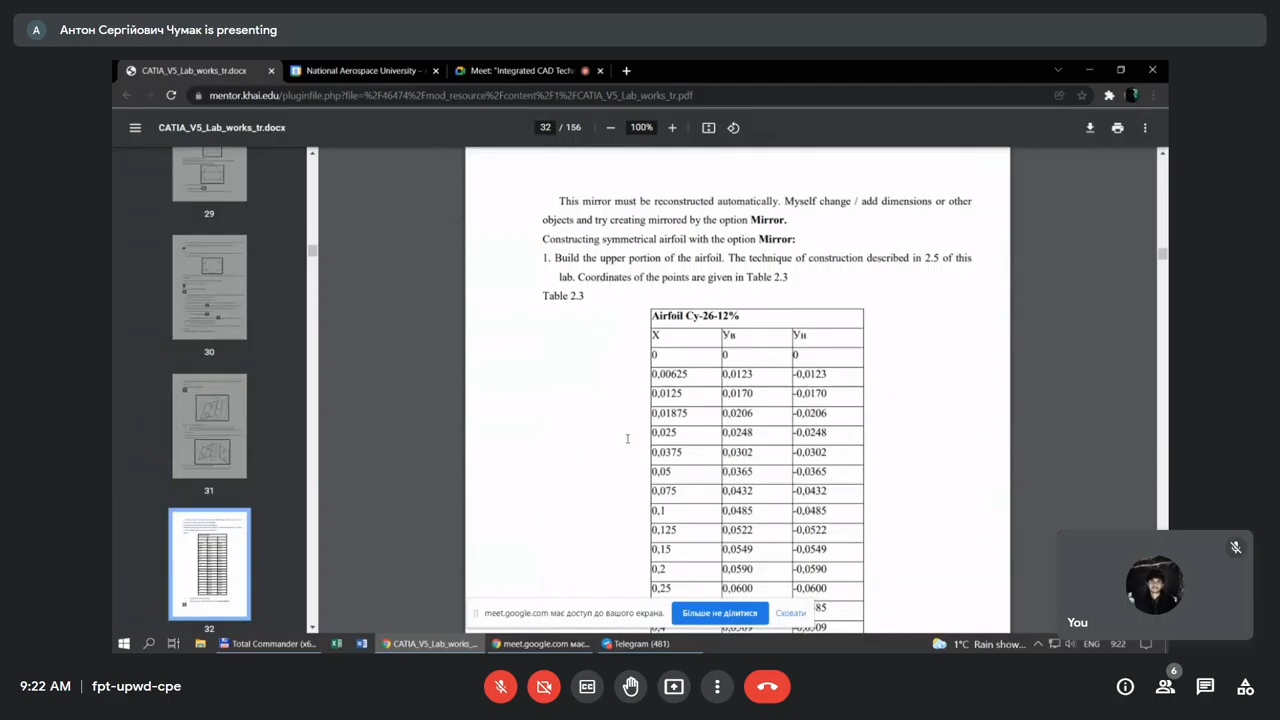 A Антон Сергійович Чумак is presenting
CATIA_V5_Lab_works_tr.docx
National Aerospace University –
Meet: "Integrated CAD Tech
mentor.khai.edu/pluginfile.php?file=%2F46474%2Fmod_resource%2Fcontent%2F1%2FCATIA_V5_Lab_works_tr.pdf
CATIA_V5_Lab_works_tr.docx
32 / 156
100%
29
30
31
32
This mirror must be reconstructed automatically. Myself change / add dimensions or other
objects and try creating mirrored by the option Mirror.
Constructing symmetrical airfoil with the option Mirror:
1. Build the upper portion of the airfoil. The technique of construction described in 2.5 of this
lab. Coordinates of the points are given in Table 2.3
Table 2.3
Airfoil Су-26-12%
X Ув Ун
0 0 0
0,00625 0,0123 -0,0123
0,0125 0,0170 -0,0170
0,01875 0,0206 -0,0206
0,025 0,0248 -0,0248
0,0375 0,0302 -0,0302
0,05 0,0365 -0,0365
0,075 0,0432 -0,0432
0,1 0,0485 -0,0485
0,125 0,0522 -0,0522
0,15 0,0549 -0,0549
0,2 0,0590 -0,0590
0,25 0,0600 -0,0600
meet.google.com має доступ до вашого екрана.
Більше не ділитися
Сховати
You
Total Commander (x6...
CATIA_V5_Lab_works_...
meet.google.com має...
Telegram (481)
1°C Rain show...
ENG
9:22
9:22 AM | fpt-upwd-cpe
6